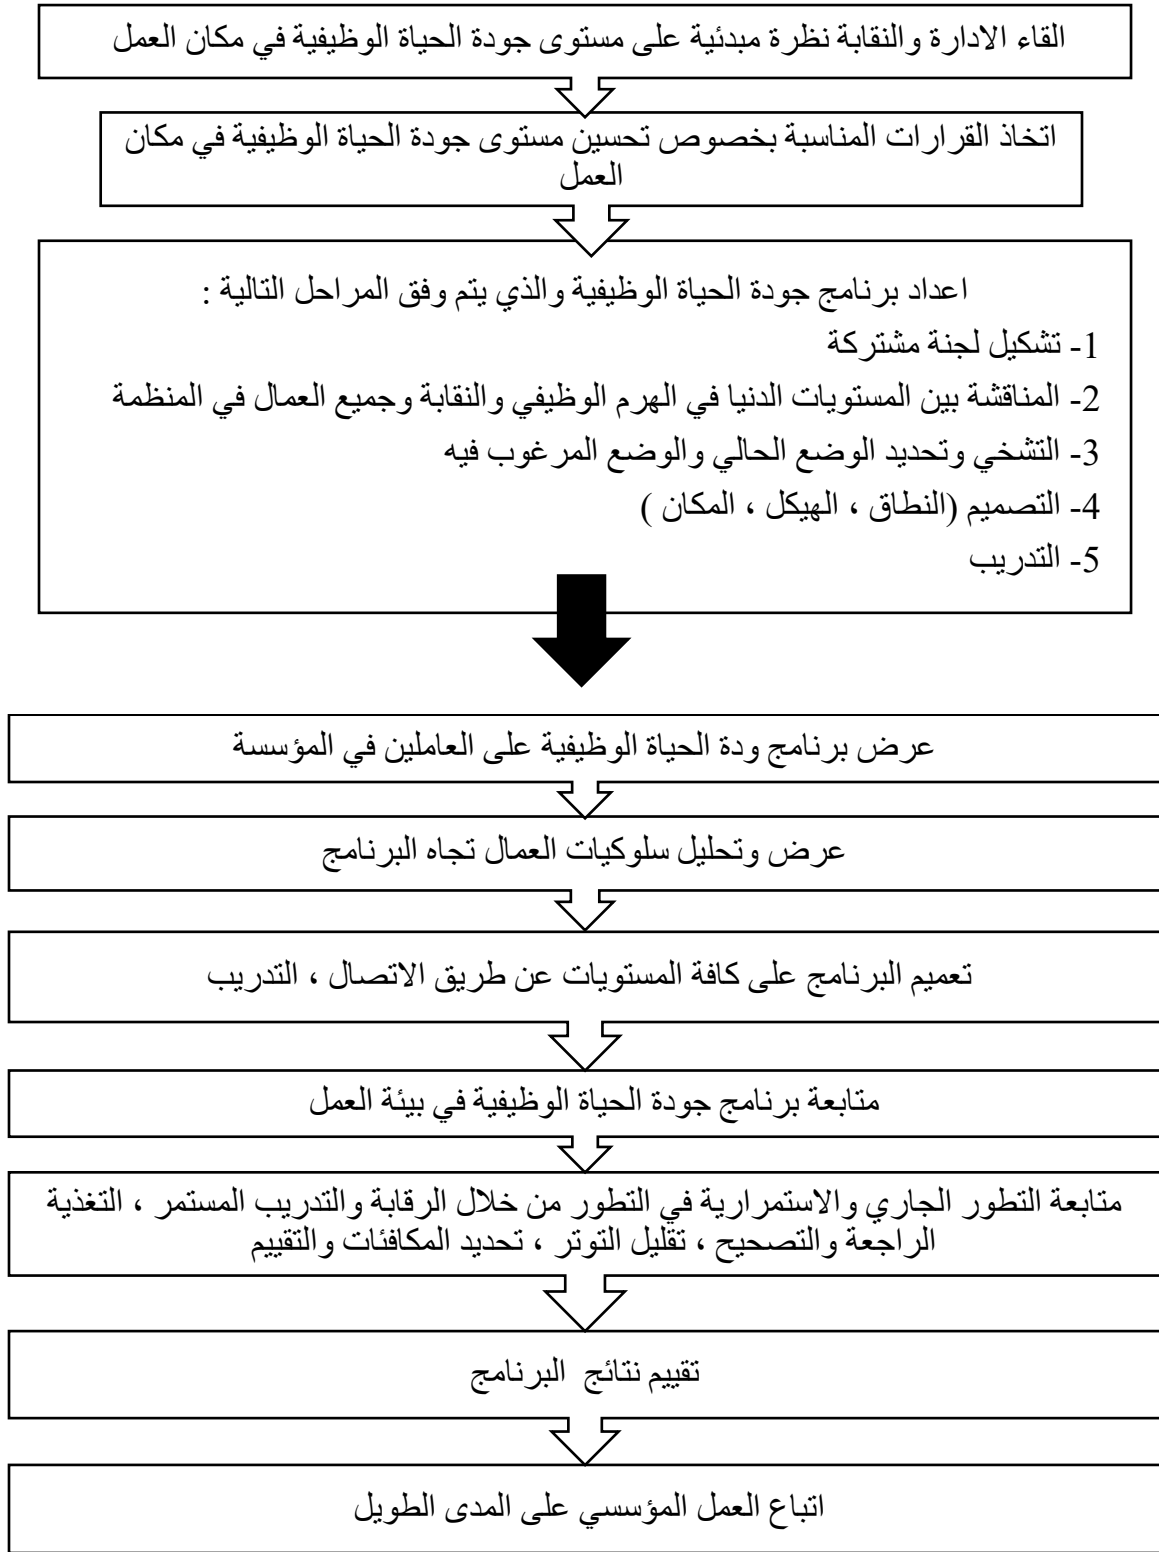 القاء الادارة والنقابة نظرة مبدئية على مستوى جودة الحياة الوظيفية في مكان العمل
اتخاذ القرارات المناسبة بخصوص تحسين مستوى جودة الحياة الوظيفية في مكان
العمل
اعداد برنامج جودة الحياة الوظيفية والذي يتم وفق المراحل التالية :
1- تشكيل لجنة مشتركة
2- المناقشة بين المستويات الدنيا في الهرم الوظيفي والنقابة وجميع العمال في المنظمة
3- التشخي وتحديد الوضع الحالي والوضع المرغوب فيه
4- التصميم (النطاق ، الهيكل ، المكان )
5- التدريب
عرض برنامج ودة الحياة الوظيفية على العاملين في المؤسسة
عرض وتحليل سلوكيات العمال تجاه البرنامج
تعميم البرنامج على كافة المستويات عن طريق الاتصال ، التدريب
متابعة برنامج جودة الحياة الوظيفية في بيئة العمل
متابعة التطور الجاري والاستمرارية في التطور من خلال الرقابة والتدريب المستمر ، التغذية
الراجعة والتصحيح ، تقليل التوتر ، تحديد المكافئات والتقييم
تقييم نتائج البرنامج
اتباع العمل المؤسسي على المدى الطويل